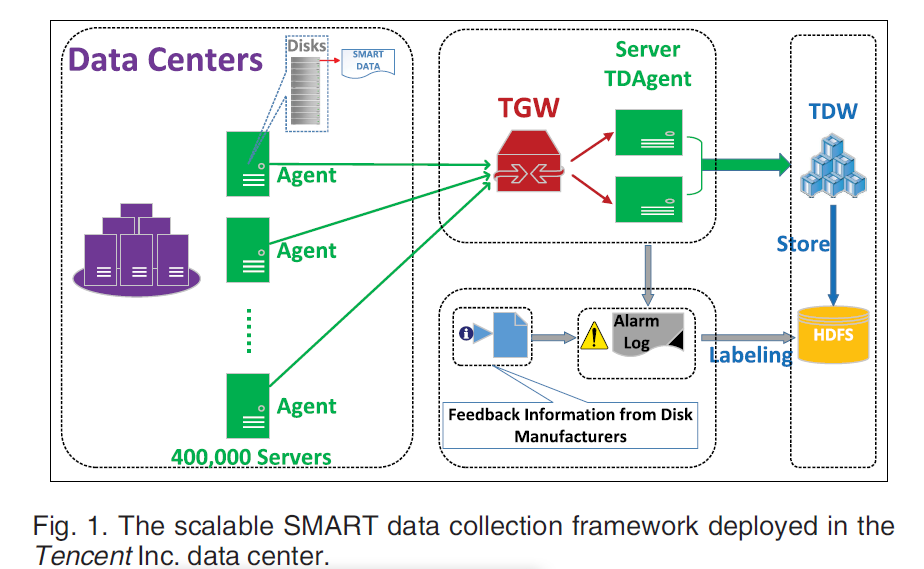 Data Centers
Disks
SMART
DATA
Agent
Agent
Agent
400,000 Servers
TGW
Server
TDAgent
TDW
Store
HDFS
Alarm
Log
Labeling
Feedback Information from Disk
Manufacturers
Fig. 1. The scalable SMART data collection framework deployed in the
Tencent Inc. data center.